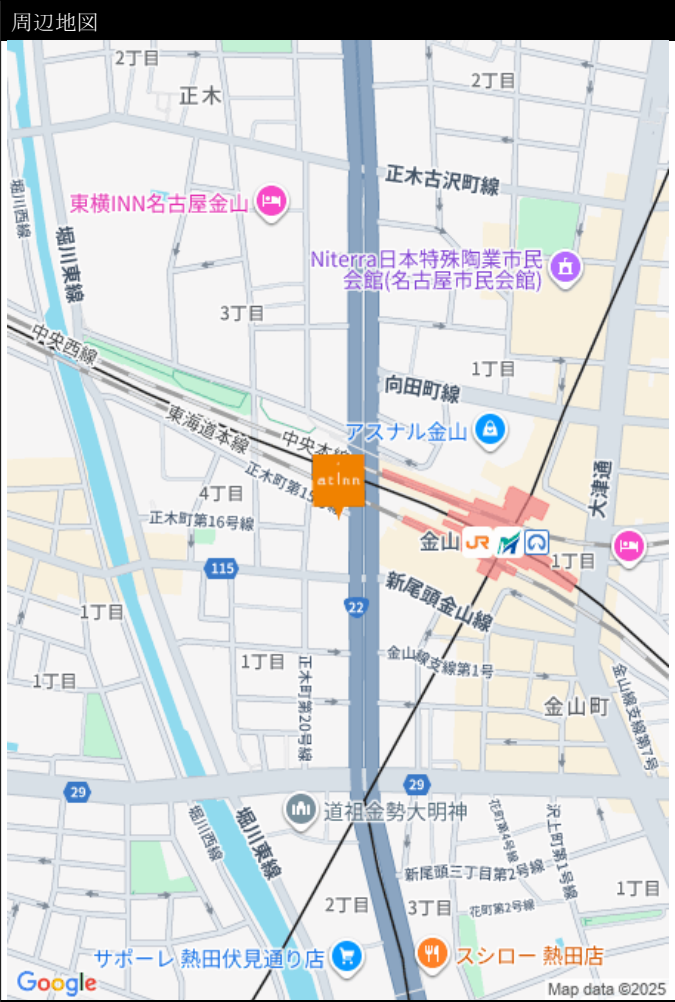 周辺地図
2丁目
正木
2丁目
正木古沢町線
堀川西線
東横INN名古屋金山
堀川東線
Niterra日本特殊陶業市民
会館(名古屋市民会館)
3丁目
中央西線
1丁目
向田町線
東海道本線
アスナル金山
中央本線
atinn
正木町第15号線
大津通
4丁目
正木町第16号線
金山
JR
1丁目
115
新尾頭金山線
22
1丁目
1丁目
金山線支線第1号
1丁目
正木町第20号線
金山線支線第7号
金山町
29
29
道祖金勢大明神
堀川西線
堀川東線
花町第4号線
沢上町第1号線
新尾頭三丁目第2号線
1丁目
2丁目
3丁目
花町第2号線
サポーレ 熱田伏見通り店
スシロー 熱田店
Google
Map data ©2025